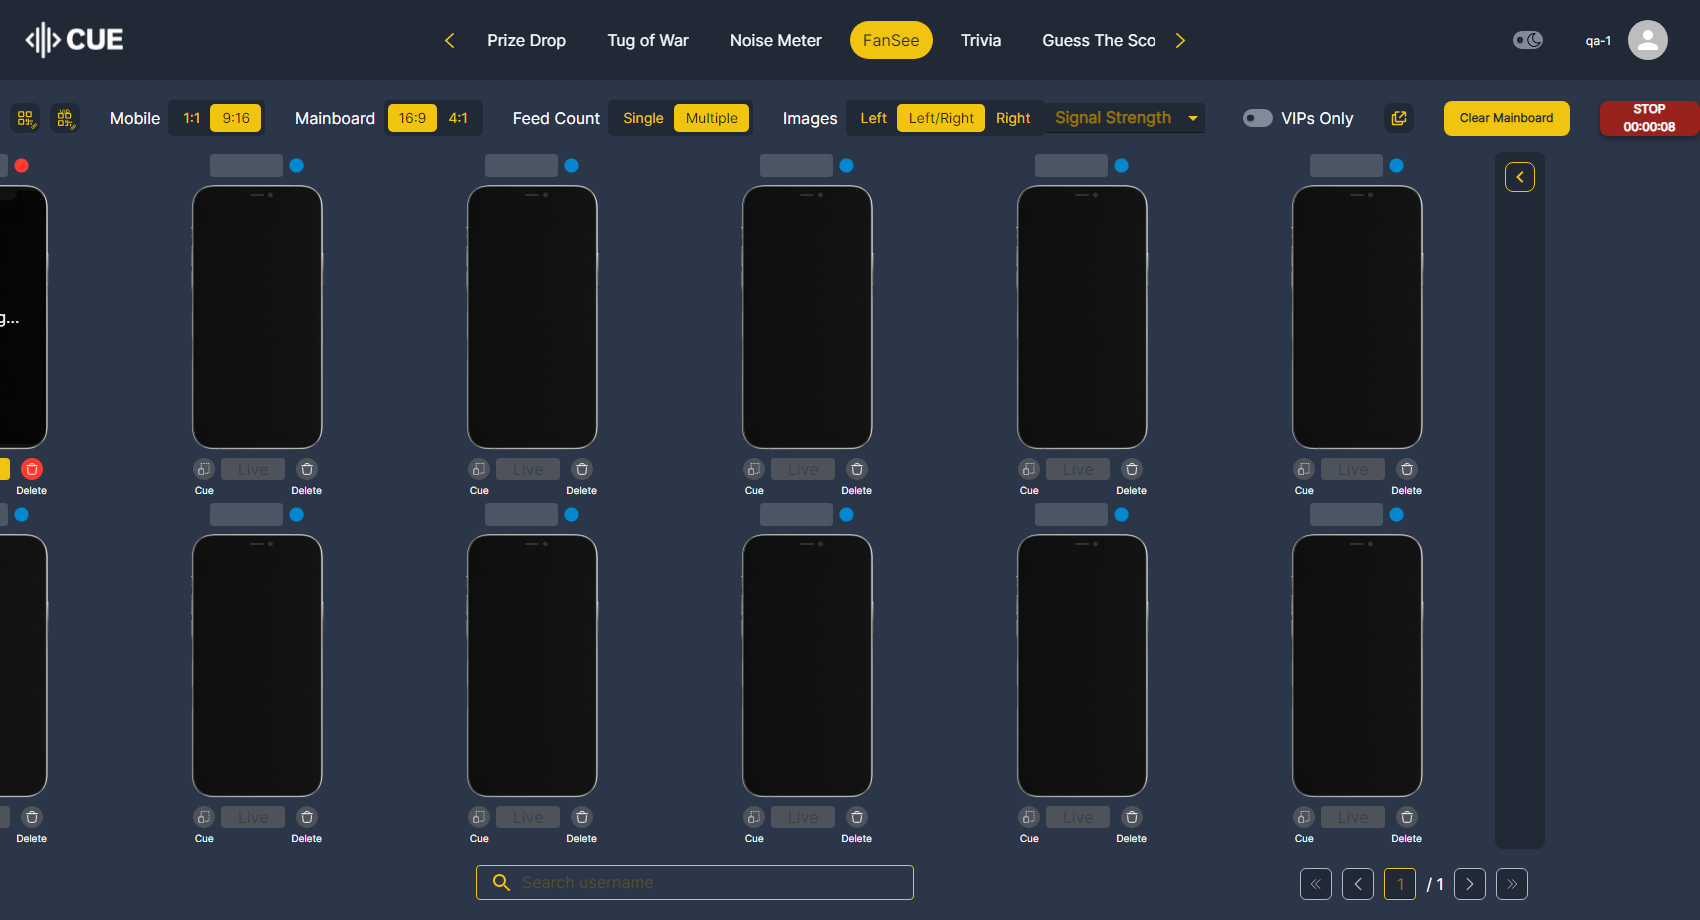 CUE
Prize Drop Tug of War Noise Meter FanSee Trivia Guess The Sco
qa-1
Mobile 1:1 9:16 Mainboard 16:9 4:1 Feed Count Single Multiple Images Left Left/Right Right Signal Strength VIPs Only Clear Mainboard
STOP
00:00:08
g...
Delete
Cue Live Delete
Cue Live Delete
Cue Live Delete
Cue Live Delete
Cue Live Delete
Delete
Cue Live Delete
Cue Live Delete
Cue Live Delete
Cue Live Delete
Cue Live Delete
Search username
1 / 1